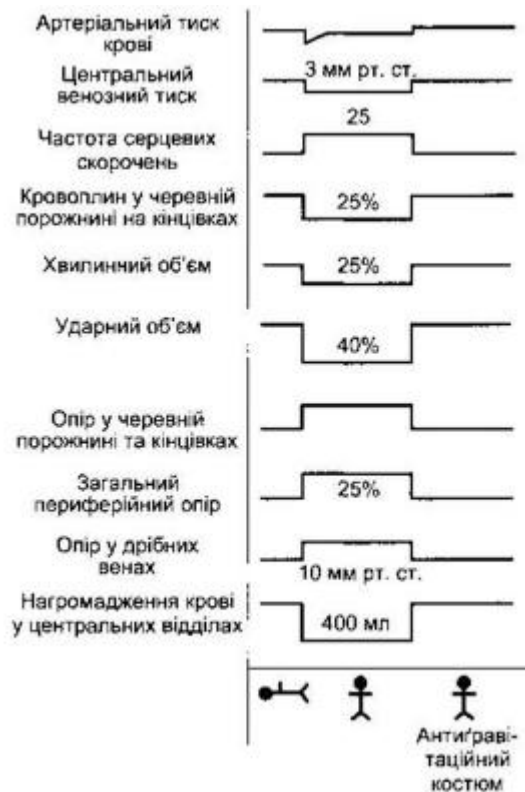 Артеріальний тиск
крові
Центральний
венозний тиск
3 мм рт. ст.
Частота серцевих
скорочень
25
Кровоплин у черевній
порожнині на кінцівках
25%
Хвилинний об'єм
25%
Ударний об'єм
40%
Опір у черевній
порожнині та кінцівках
Загальний
периферійний опір
25%
Опір у дрібних
венах
10 мм рт. ст.
Нагромадження крові
у центральних відділах
400 мл
Антиґраві-
таційний
костюм